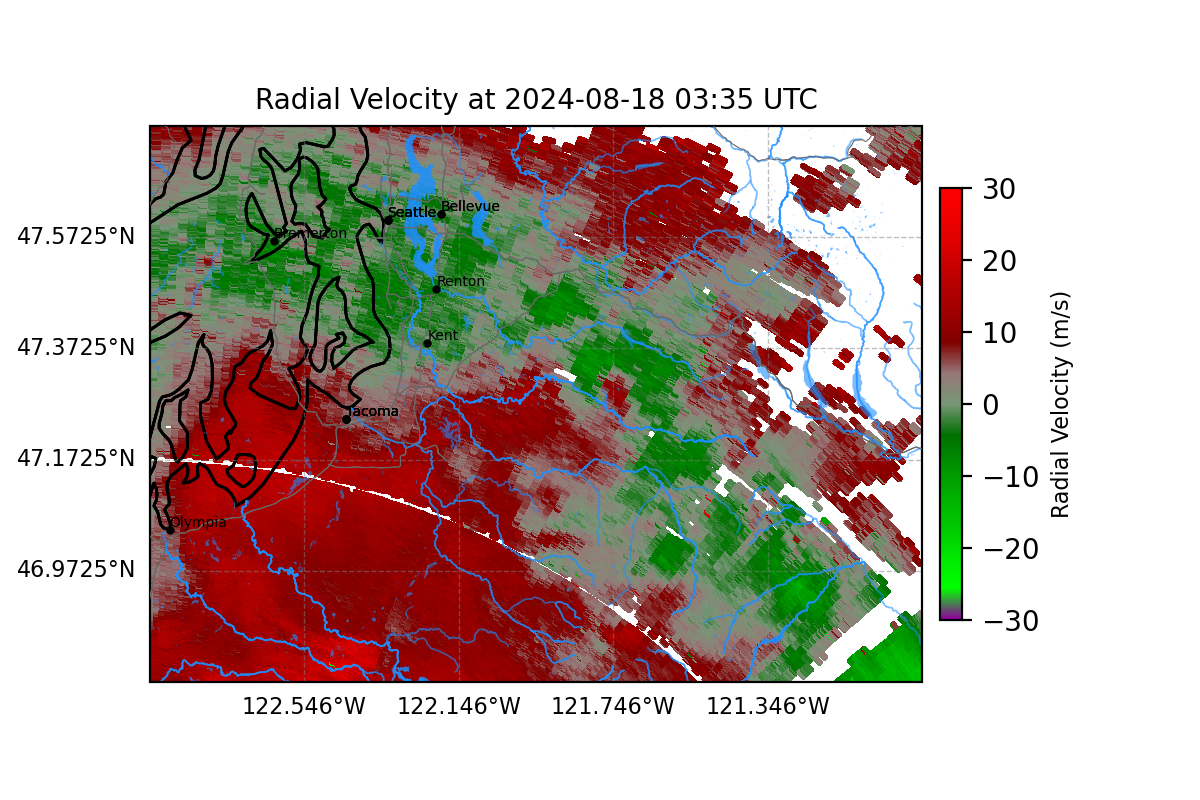 Radial Velocity at 2024-08-18 03:35 UTC
47.5725°N
47.3725°N
47.1725°N
46.9725°N
Seattle
Bellevue
Bremerton
Renton
Kent
Tacoma
Olympia
122.546°W
122.146°W
121.746°W
121.346°W
30
20
10
0
−10
−20
−30
Radial Velocity (m/s)